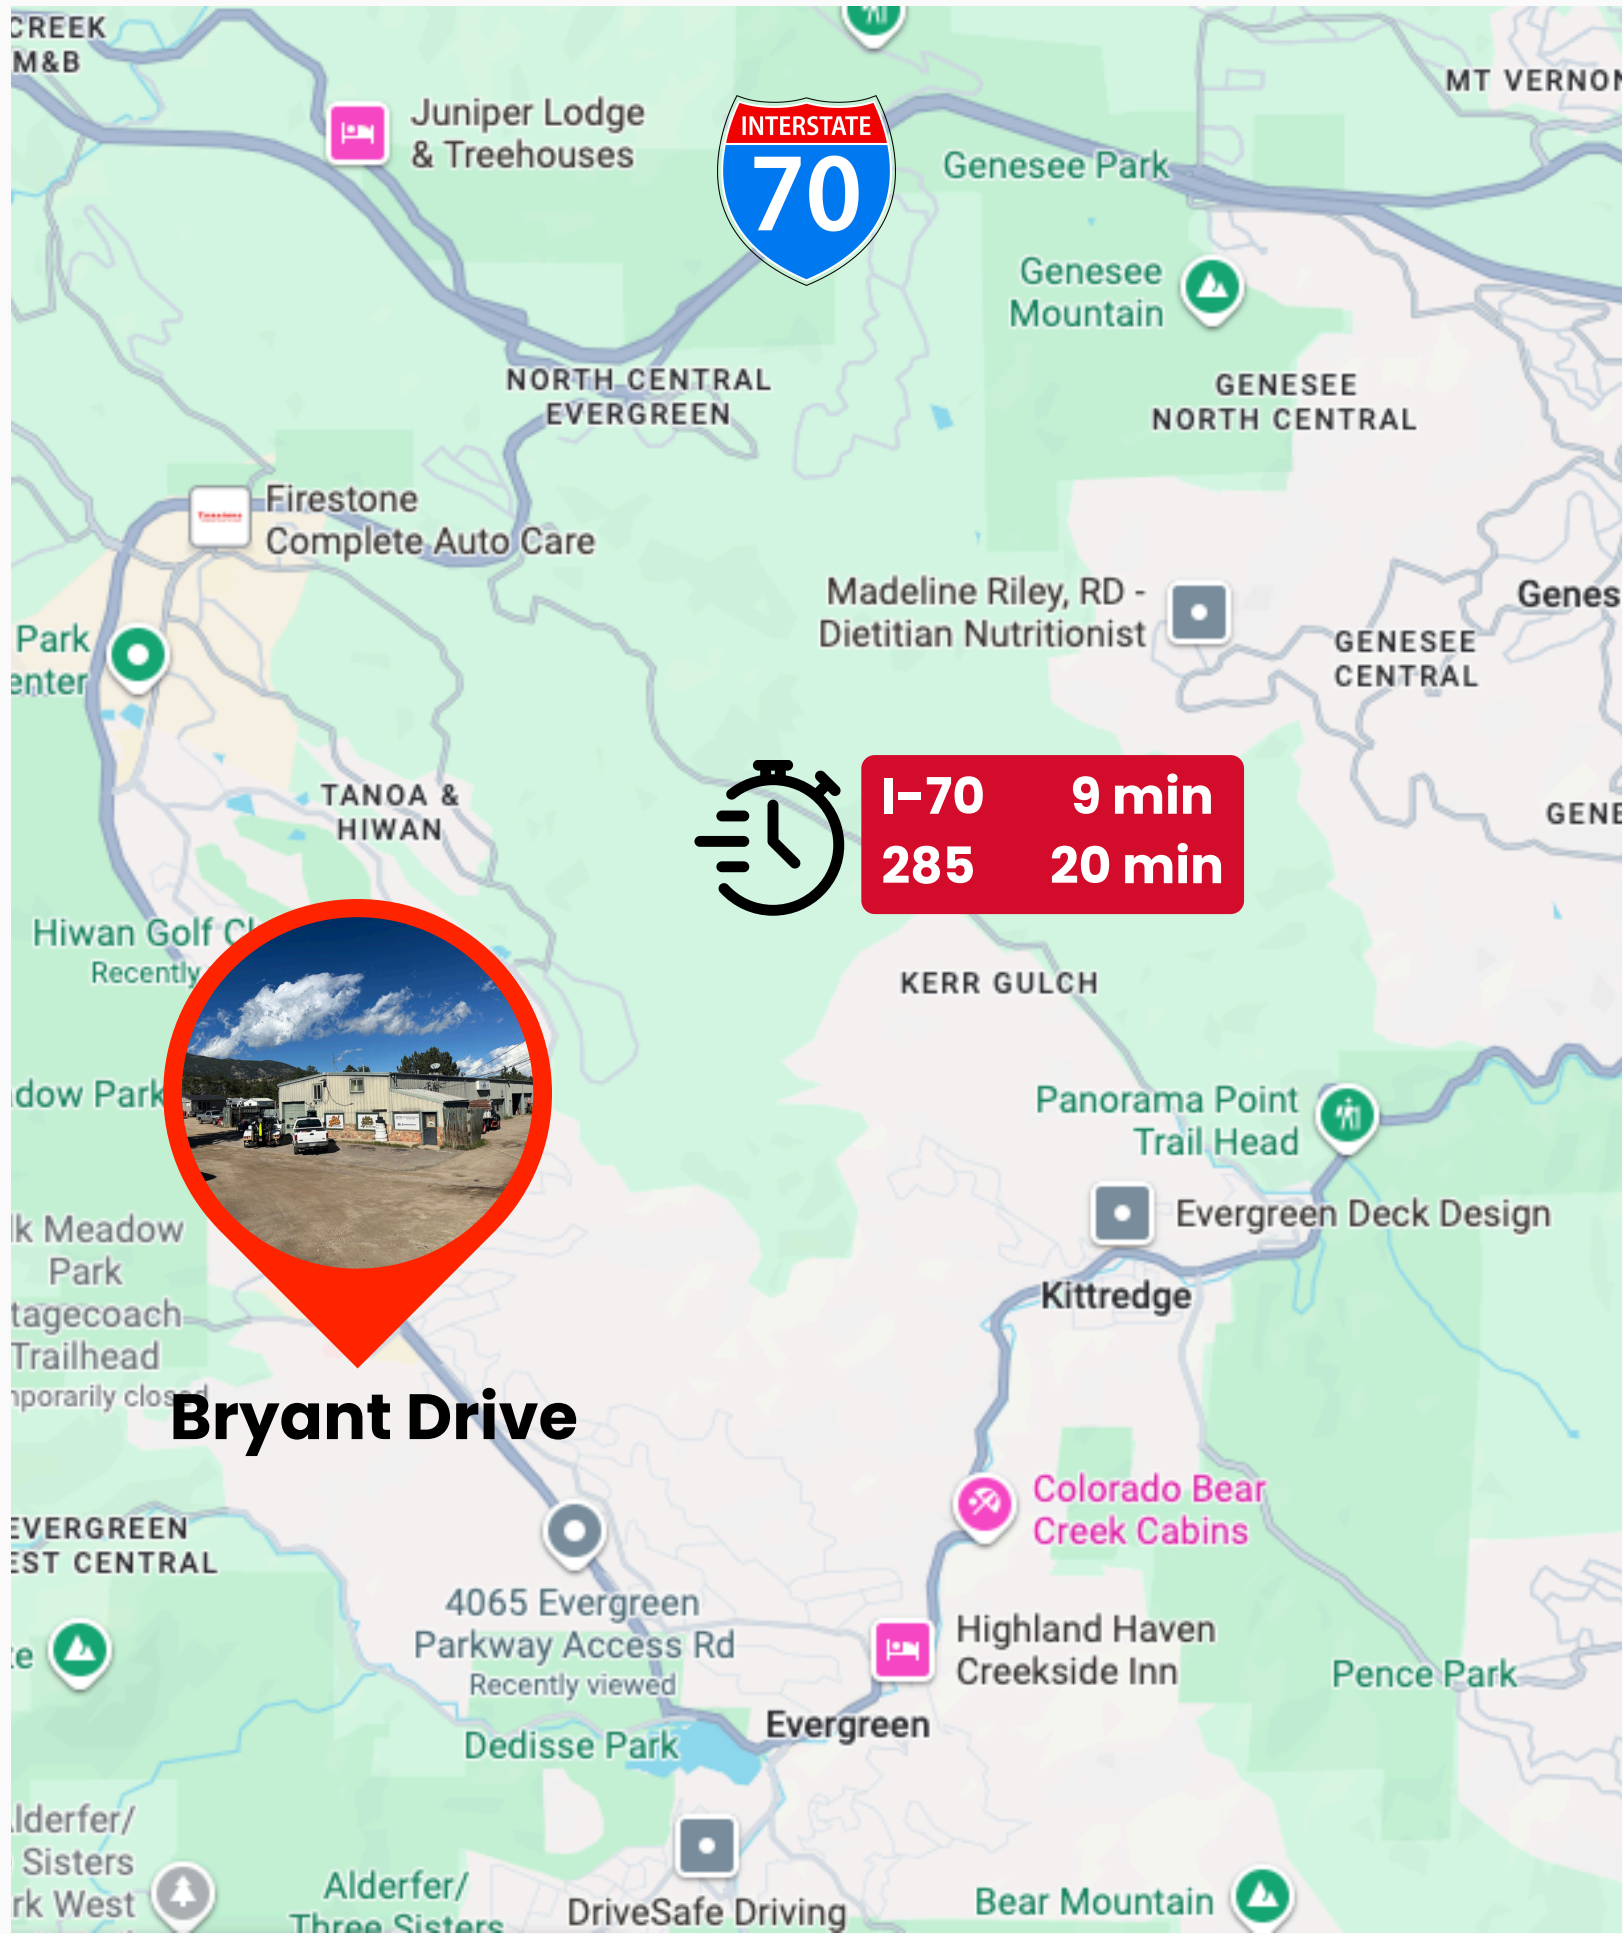 CREEK
M&B
MT VERNON
Juniper Lodge
& Treehouses
INTERSTATE
70
Genesee Park
Genesee
Mountain
NORTH CENTRAL
EVERGREEN
GENESEE
NORTH CENTRAL
Firestone
Complete Auto Care
Madeline Riley, RD -
Dietitian Nutritionist
Genes
GENESEE
CENTRAL
Park
enter
I-70 9 min
285 20 min
TANOA &
HIWAN
GENE
Hiwan Golf Cl
Recently
KERR GULCH
dow Park
Panorama Point
Trail Head
Evergreen Deck Design
lk Meadow
Park
tagecoach
Trailhead
nporarily closed
Kittredge
Bryant Drive
Colorado Bear
Creek Cabins
EVERGREEN
EST CENTRAL
4065 Evergreen
Parkway Access Rd
Recently viewed
Highland Haven
Creekside Inn
Pence Park
Evergreen
Dedisse Park
lderfer/
Sisters
rk West
Alderfer/
Three Sisters
DriveSafe Driving
Bear Mountain